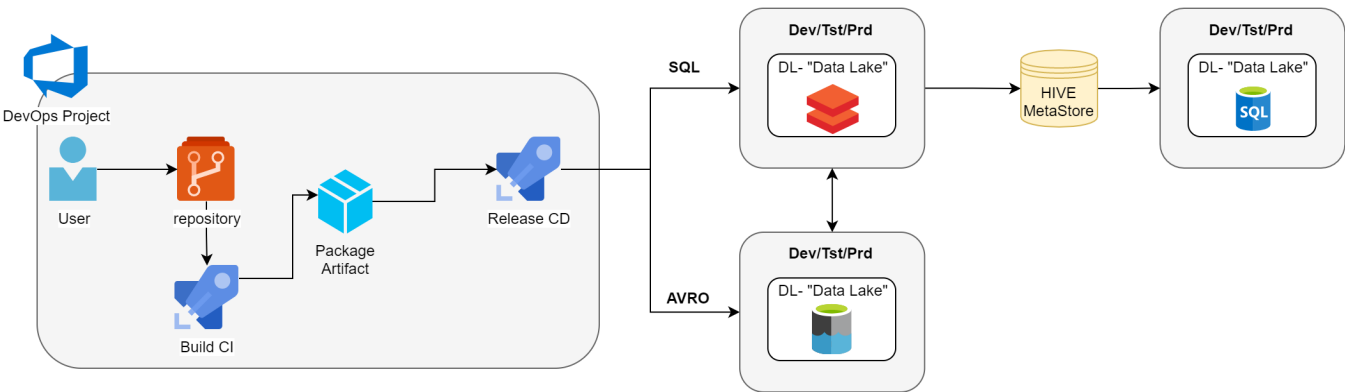 DevOps Project
User
repository
Build CI
Package
Artifact
Release CD
SQL
AVRO
Dev/Tst/Prd
DL- "Data Lake"
Dev/Tst/Prd
DL- "Data Lake"
HIVE
MetaStore
Dev/Tst/Prd
DL- "Data Lake"
SQL